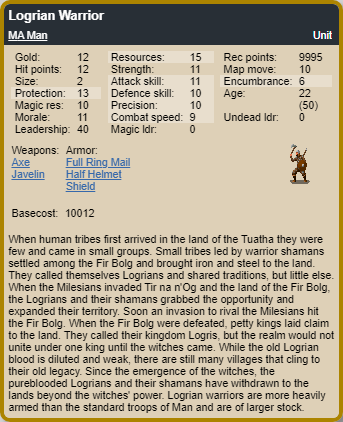 Logrian Warrior
MA Man Unit
Gold: 12 Resources: 15 Rec points: 9995
Hit points: 12 Strength: 11 Map move: 10
Size: 2 Attack skill: 11 Encumbrance: 6
Protection: 13 Defence skill: 10 Age: 22
Magic res: 10 Precision: 10 (50)
Morale: 11 Combat speed: 9 Undead ldr: 0
Leadership: 40 Magic ldr: 0
Weapons: Armor:
Axe Full Ring Mail
Javelin Half Helmet
Shield
Basecost: 10012
When human tribes first arrived in the land of the Tuatha they were
few and came in small groups. Small tribes led by warrior shamans
settled among the Fir Bolg and brought iron and steel to the land.
They called themselves Logrians and shared traditions, but little else.
When the Milesians invaded Tir na n'Og and the land of the Fir Bolg,
the Logrians and their shamans grabbed the opportunity and
expanded their territory. Soon an invasion to rival the Milesians hit
the Fir Bolg. When the Fir Bolg were defeated, petty kings laid claim
to the land. They called their kingdom Logris, but the realm would not
unite under one king until the witches came. While the old Logrian
blood is diluted and weak, there are still many villages that cling to
their old legacy. Since the emergence of the witches, the
pureblooded Logrians and their shamans have withdrawn to the
lands beyond the witches' power. Logrian warriors are more heavily
armed than the standard troops of Man and are of larger stock.